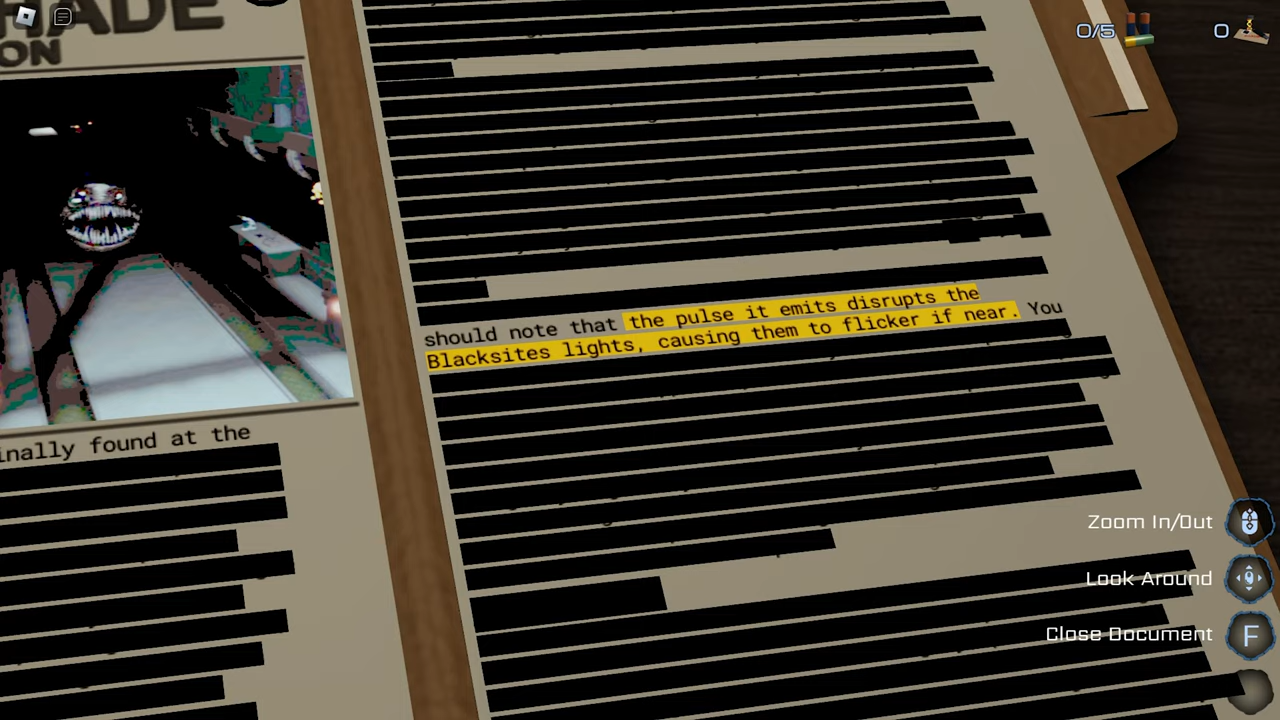 HADE
ON
0/5
0
should note that the pulse it emits disrupts the
Blacksites lights, causing them to flicker if near. You
inally found at the
Zoom In/Out
Look Around
Close Document
F